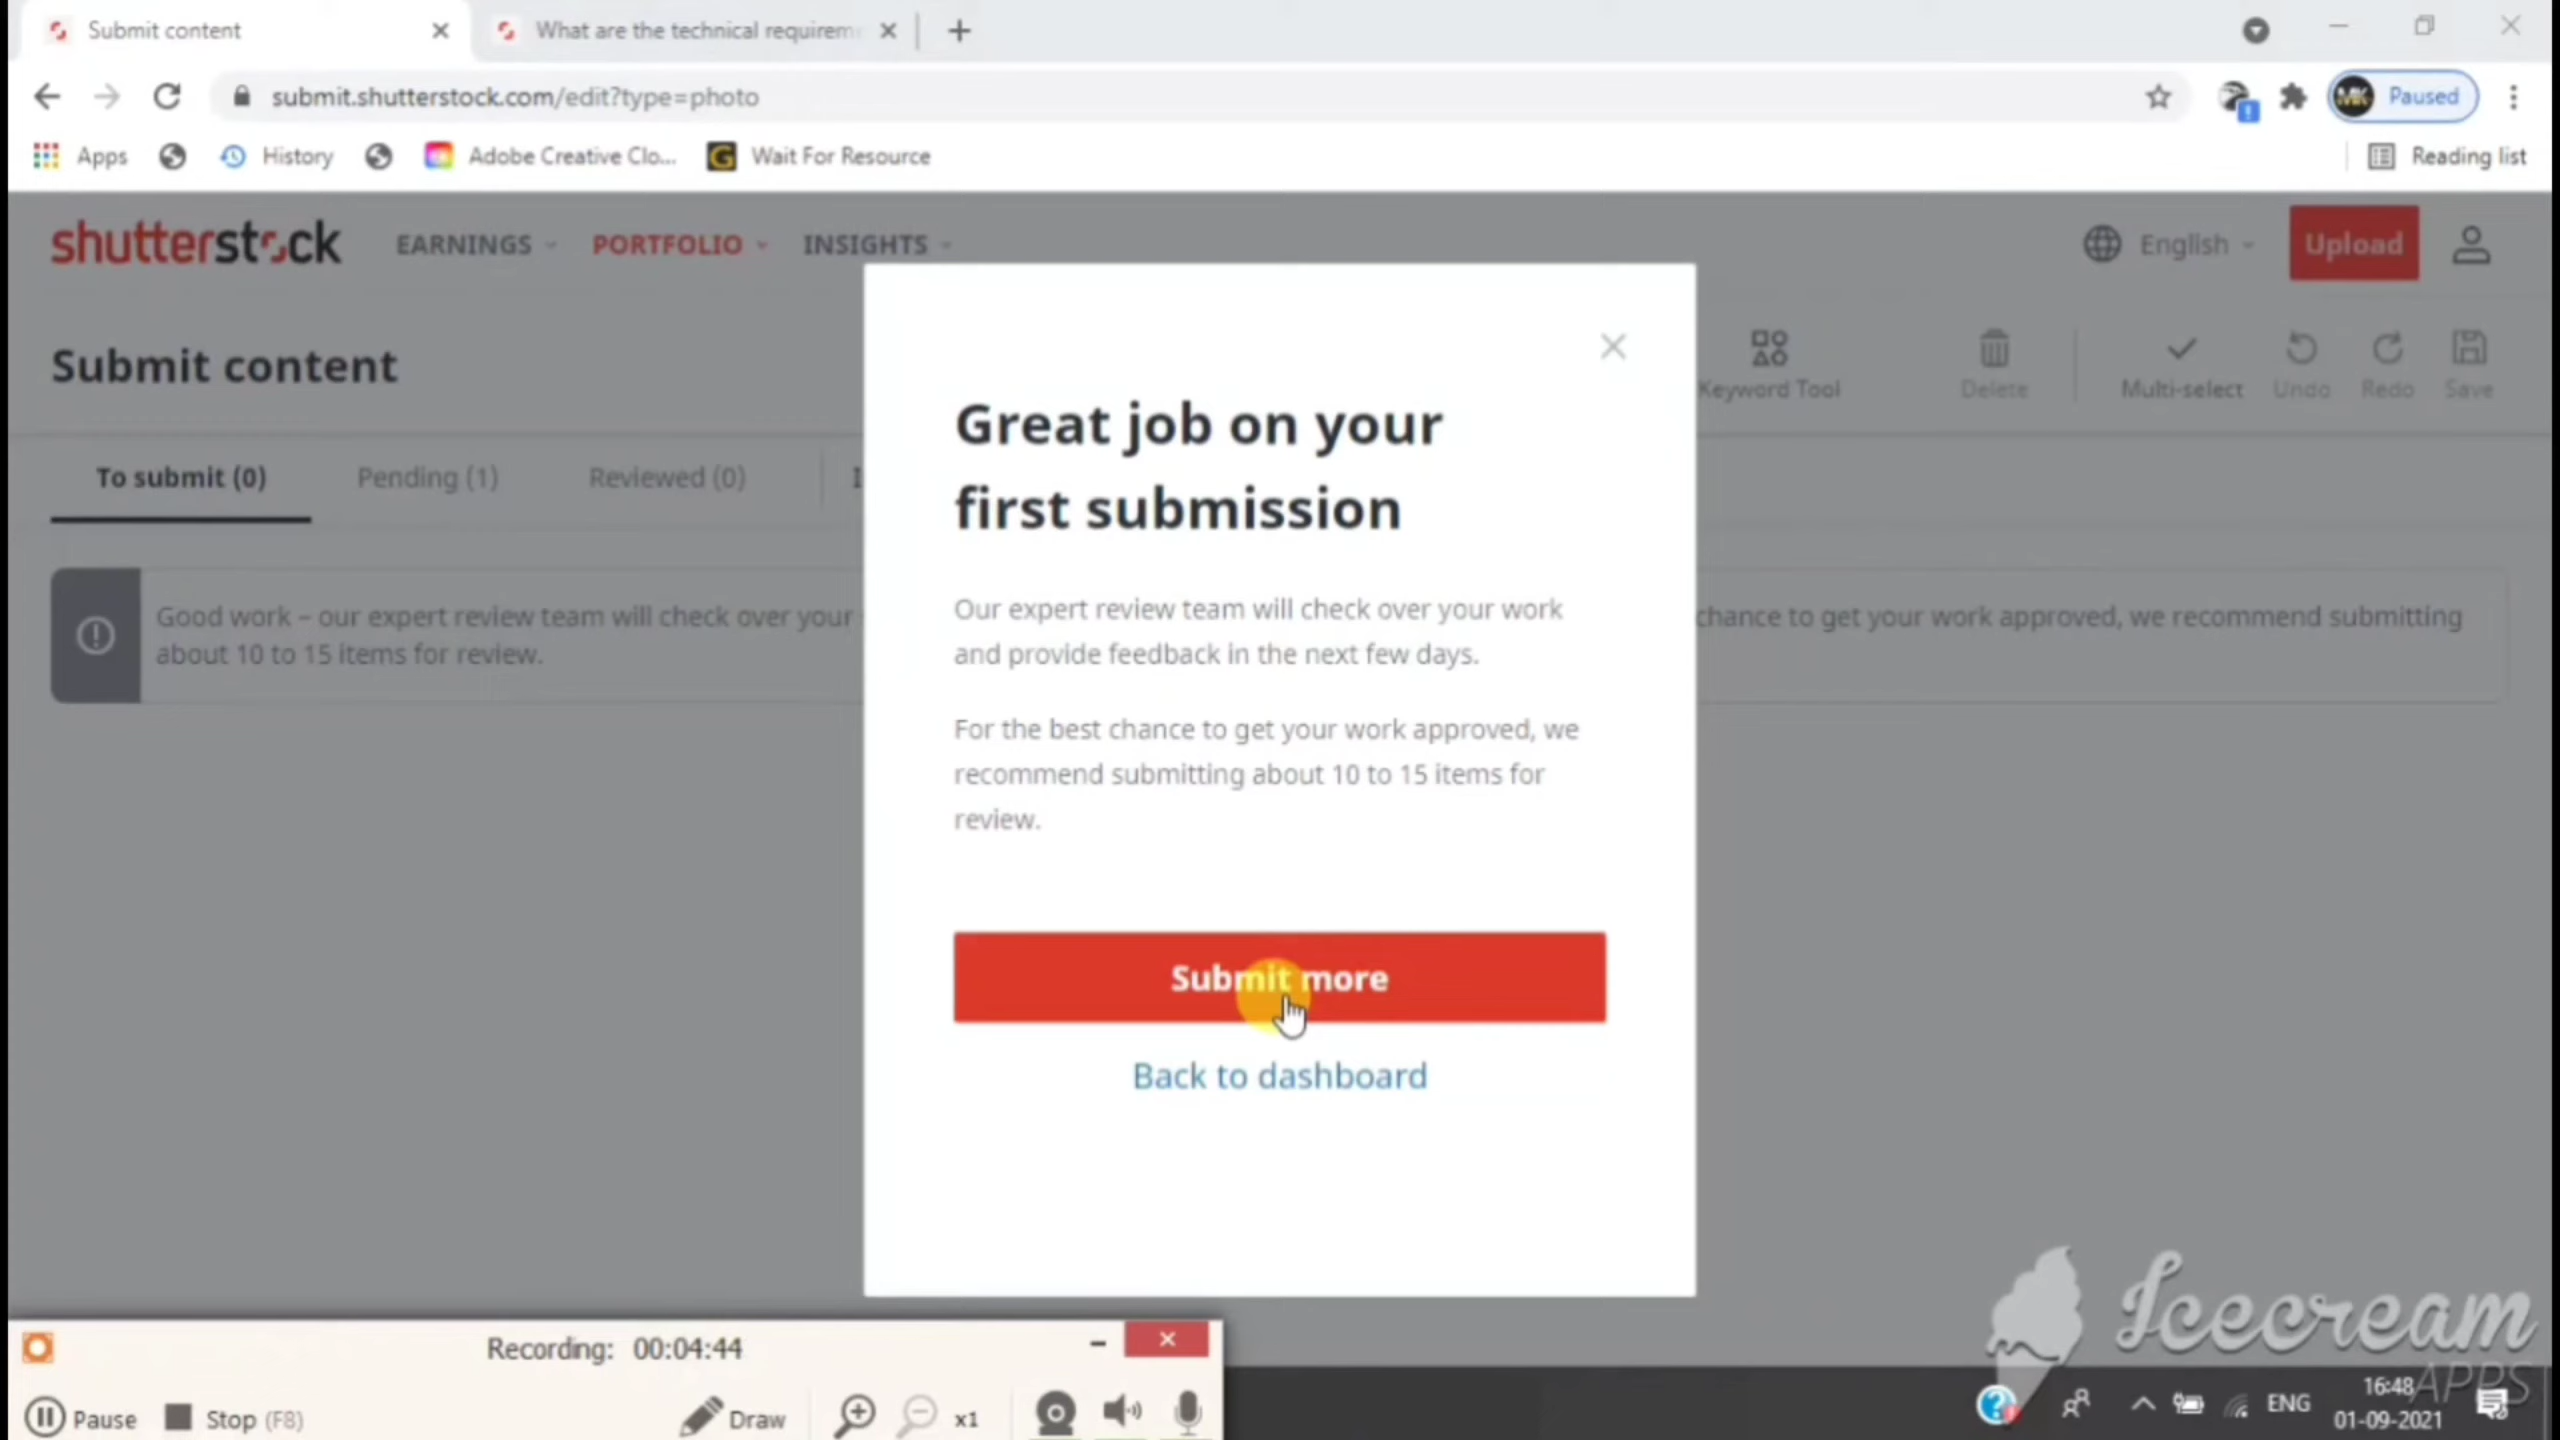 Submit content
What are the technical requirem
submit.shutterstock.com/edit?type=photo
Paused
Apps
History
Adobe Creative Clo...
Wait For Resource
Reading list
shutterstock
EARNINGS
PORTFOLIO
INSIGHTS
English
Upload
Submit content
Keyword Tool
Delete
Multi-select
Undo
Redo
Save
To submit (0)
Pending (1)
Reviewed (0)
Good work – our expert review team will check over your
chance to get your work approved, we recommend submitting
about 10 to 15 items for review.
Great job on your
first submission
Our expert review team will check over your work
and provide feedback in the next few days.
For the best chance to get your work approved, we
recommend submitting about 10 to 15 items for
review.
Submit more
Back to dashboard
Recording: 00:04:44
Pause
Stop (F8)
Draw
x1
Icecream
APPS
ENG
16:48
01-09-2021